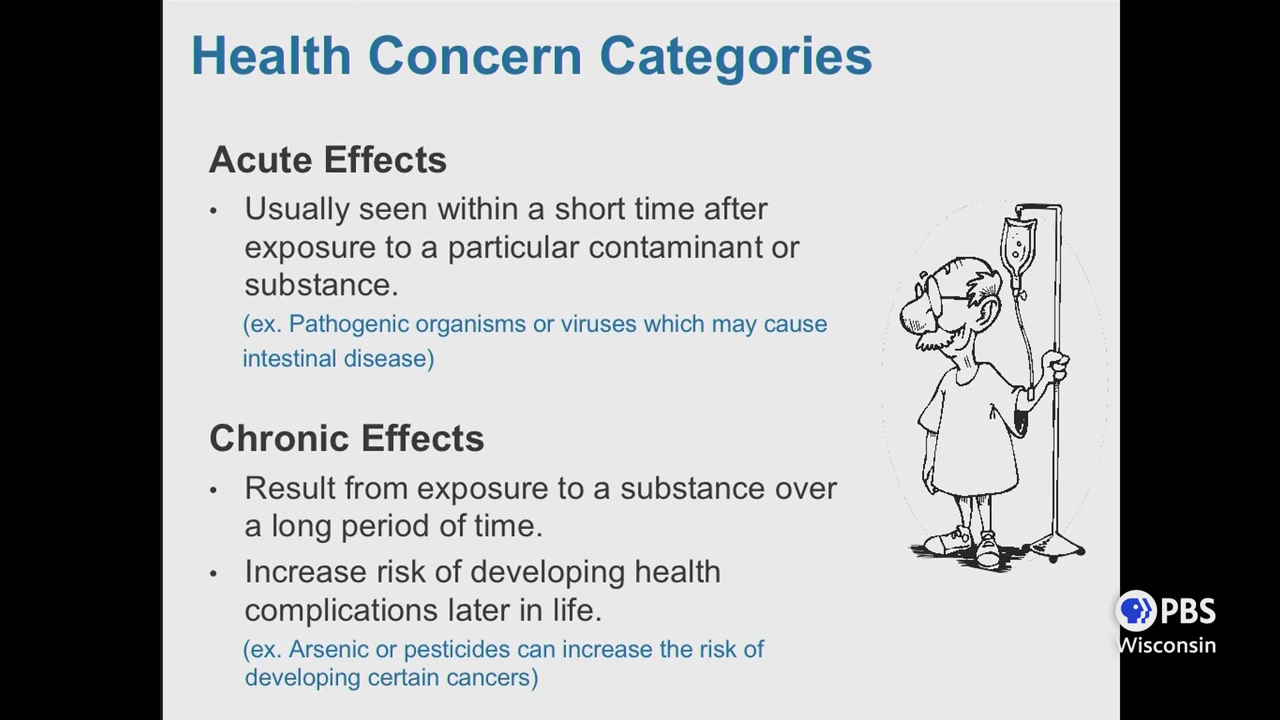 Health Concern Categories
Acute Effects
• Usually seen within a short time after
exposure to a particular contaminant or
substance.
(ex. Pathogenic organisms or viruses which may cause
intestinal disease)
Chronic Effects
• Result from exposure to a substance over
a long period of time.
• Increase risk of developing health
complications later in life.
(ex. Arsenic or pesticides can increase the risk of
developing certain cancers)
PBS
Wisconsin